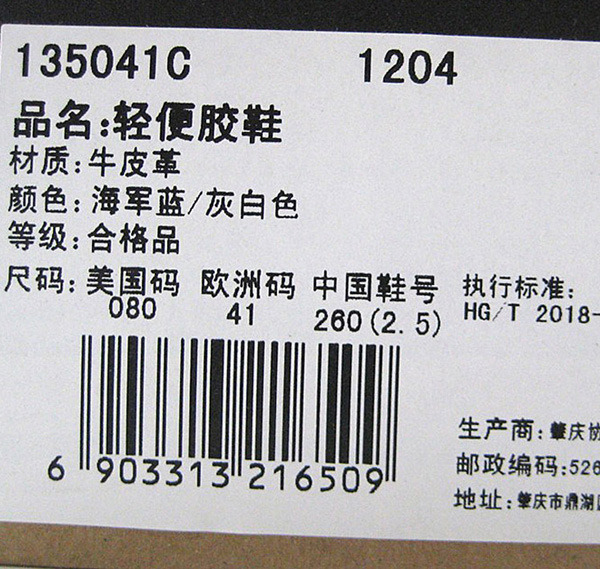 135041C 1204
品名:轻便胶鞋
材质:牛皮革
颜色:海军蓝/灰白色
等级:合格品
尺码:美国码 欧洲码 中国鞋号 执行标准:
080 41 260(2.5) HG/T 2018-
生产商:肇庆协
邮政编码:526
地址:肇庆市鼎湖
6 903313 216509